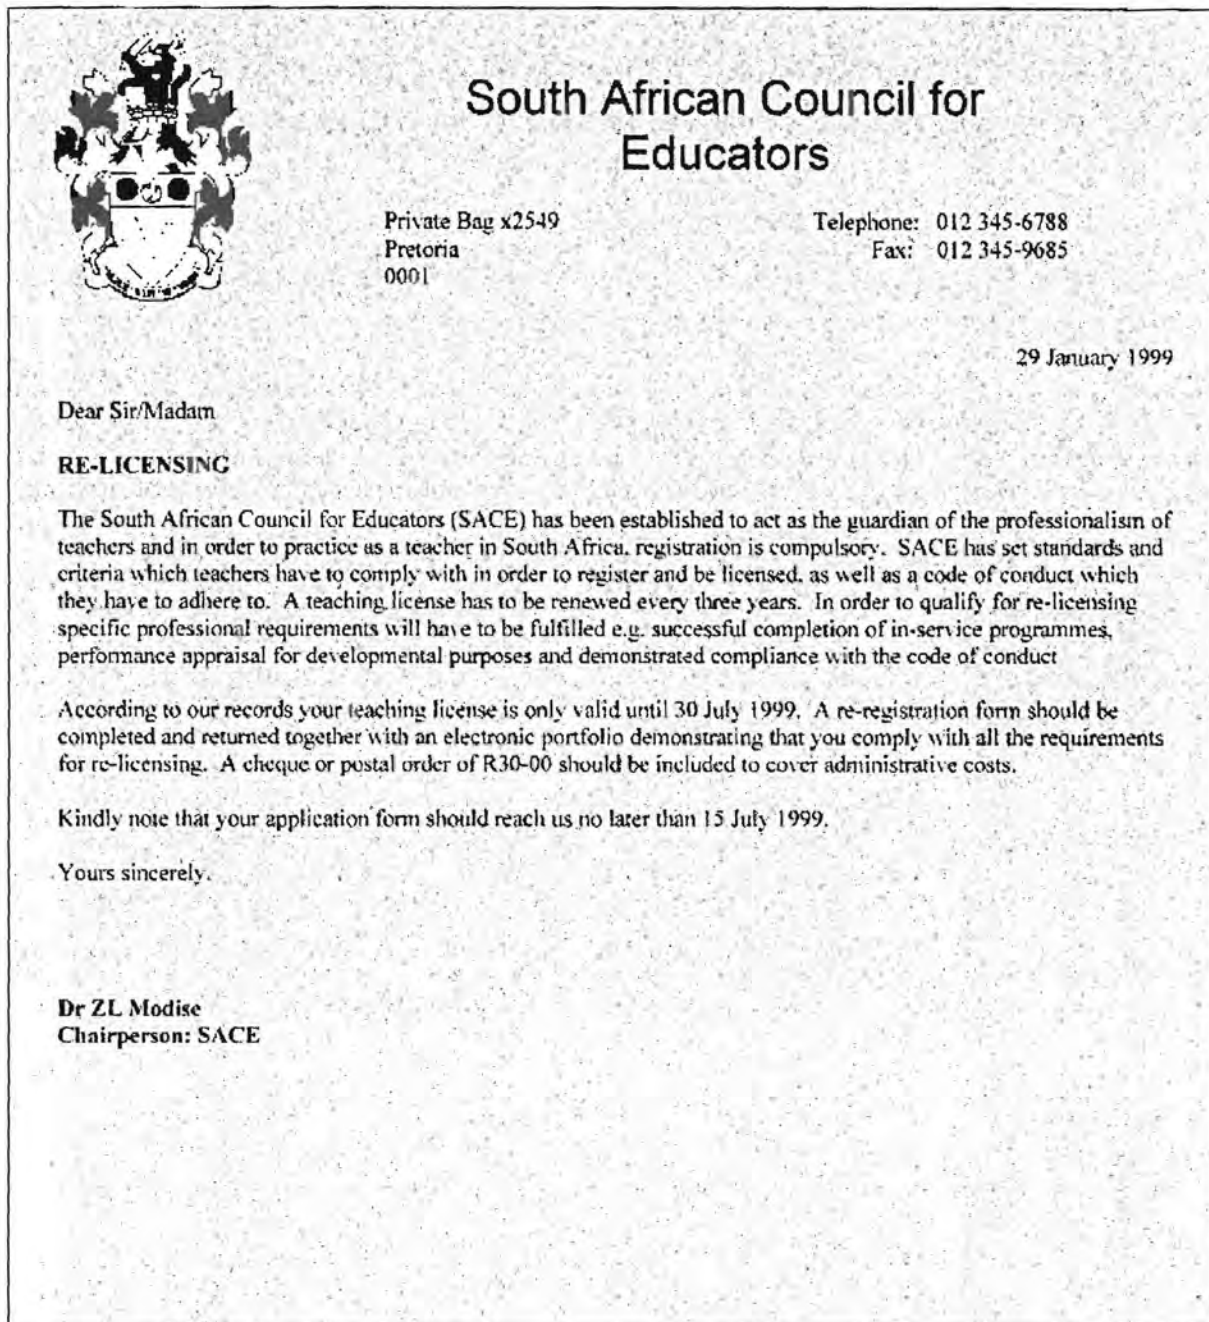 South African Council for
Educators
Private Bag x2549
Pretoria
0001
Telephone: 012 345-6788
Fax: 012 345-9685
29 January 1999
Dear Sir/Madam
RE-LICENSING
The South African Council for Educators (SACE) has been established to act as the guardian of the professionalism of
teachers and in order to practice as a teacher in South Africa, registration is compulsory. SACE has set standards and
criteria which teachers have to comply with in order to register and be licensed, as well as a code of conduct which
they have to adhere to. A teaching license has to be renewed every three years. In order to qualify for re-licensing
specific professional requirements will have to be fulfilled e.g. successful completion of in-service programmes,
performance appraisal for developmental purposes and demonstrated compliance with the code of conduct
According to our records your teaching license is only valid until 30 July 1999. A re-registration form should be
completed and returned together with an electronic portfolio demonstrating that you comply with all the requirements
for re-licensing. A cheque or postal order of R30-00 should be included to cover administrative costs.
Kindly note that your application form should reach us no later than 15 July 1999.
Yours sincerely.
Dr ZL Modise
Chairperson: SACE